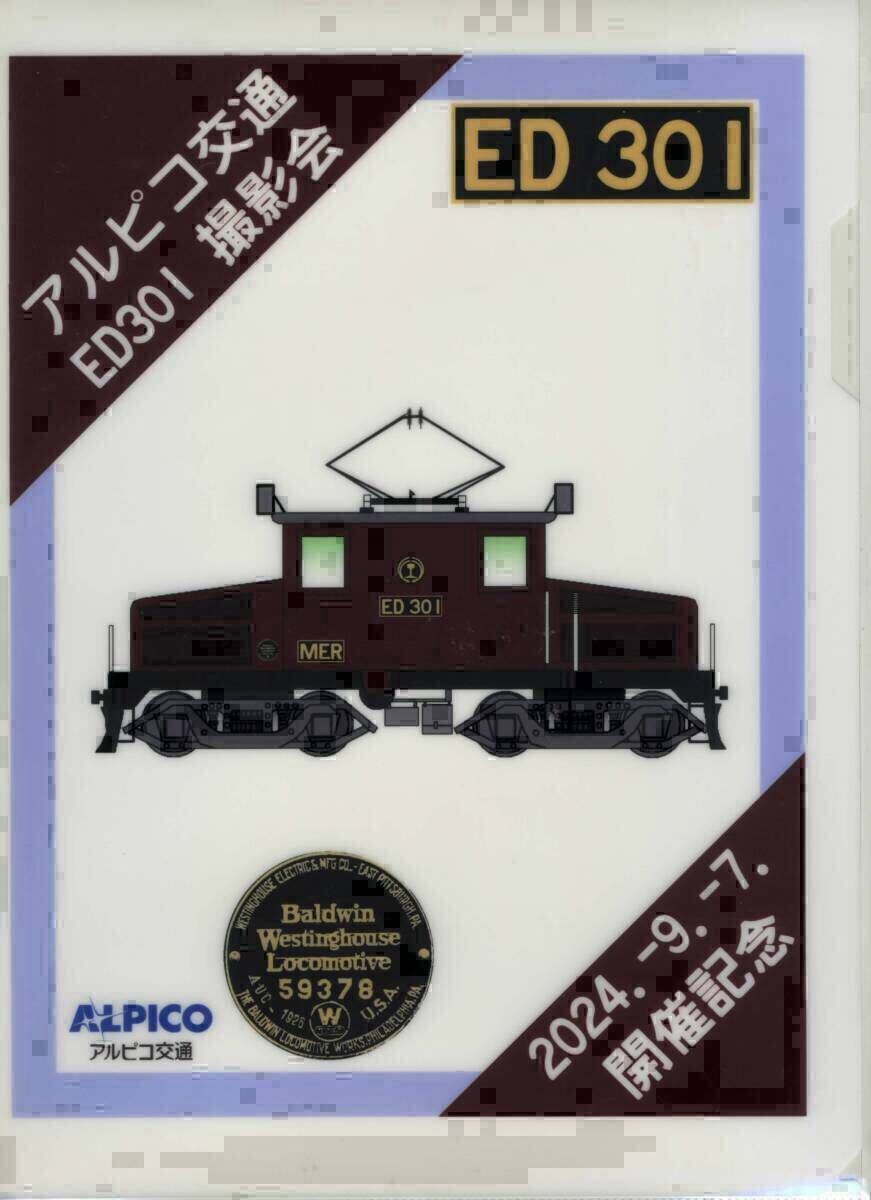 アルピコ交通
ED301 撮影会
ED 301
ED 301
MER
WESTINGHOUSE ELECTRIC & MFG CO. - EAST PITTSBURGH, PA.
Baldwin
Westinghouse
Locomotive
59378
AUG - 1926
U.S.A.
W
THE BALDWIN LOCOMOTIVE WORKS, PHILADELPHIA, PA.
ALPICO
アルピコ交通
2024. -9. -7.
開催記念